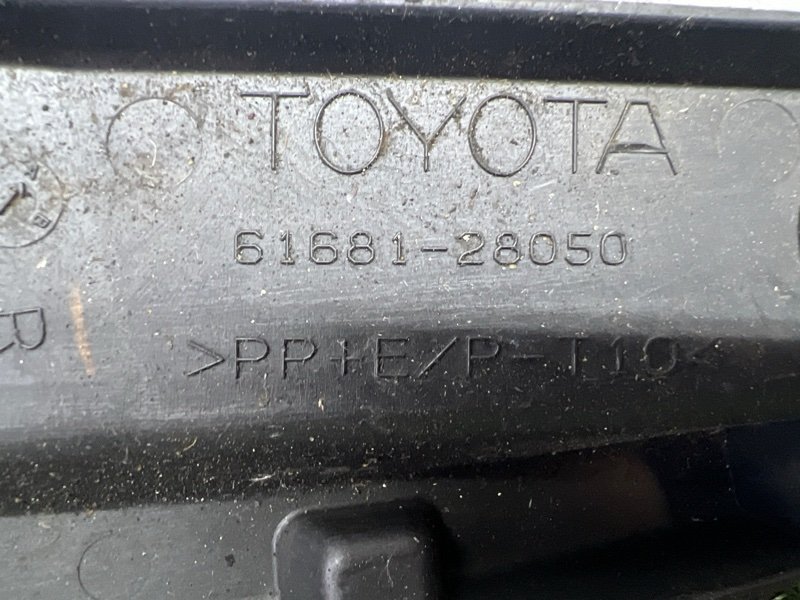 TOYOTA
61681-28050
>PP+E/P-T10<
R